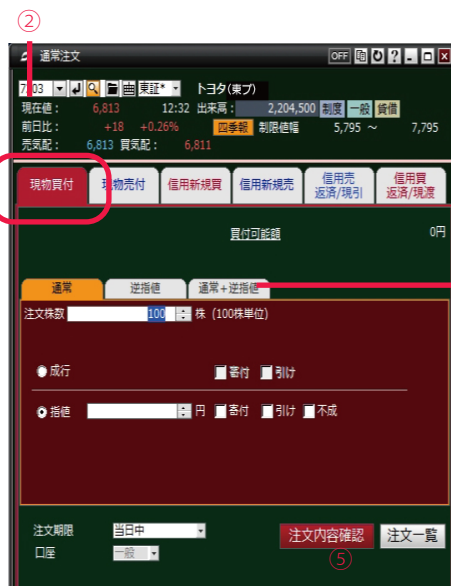 ②
通常注文 OFF
7203 東証* トヨタ(東プ)
現在値： 6,813 12:32 出来高： 2,204,500 制度 一般 貸借
前日比： +18 +0.26% 四季報 制限値幅 5,795 ～ 7,795
売気配： 6,813 買気配： 6,811
現物買付 現物売付 信用新規買 信用新規売 信用売返済/現引 信用買返済/現渡
買付可能額 0円
通常 逆指値 通常+逆指値
注文株数 100 株 (100株単位)
成行 寄付 引け
指値 円 寄付 引け 不成
注文期限 当日中
口座 一般
注文内容確認 注文一覧
⑤